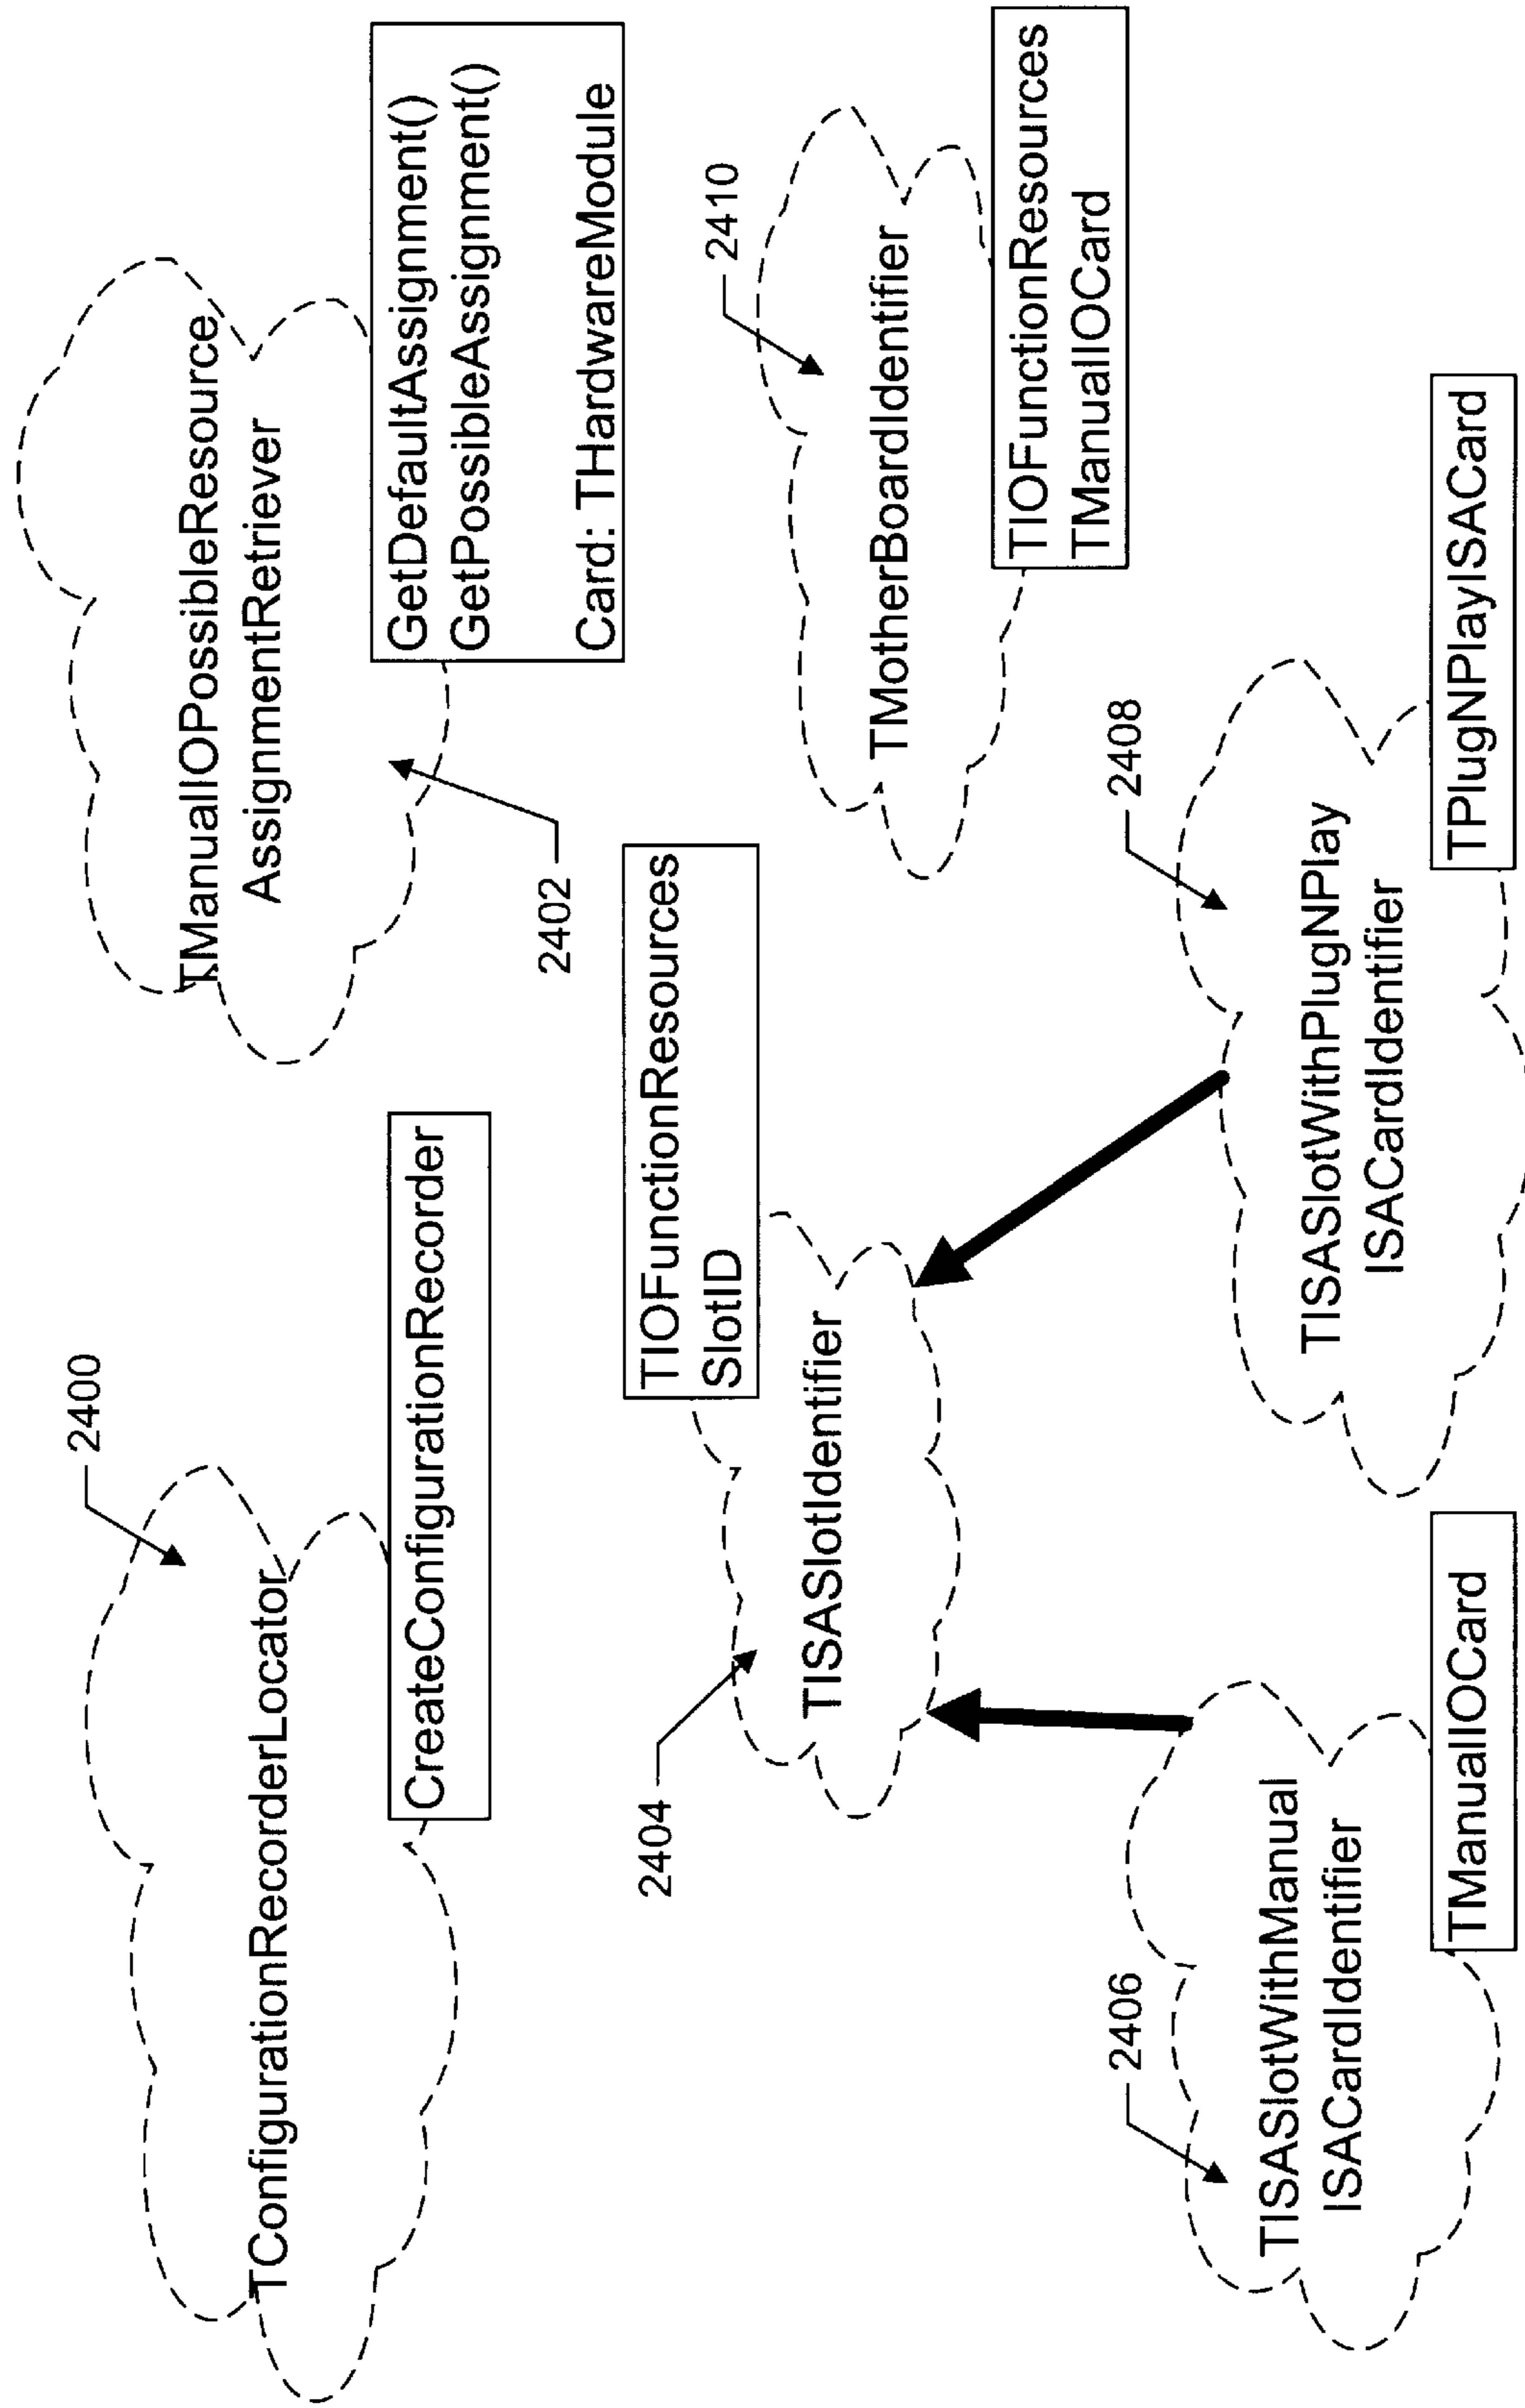 2400
TConfigurationRecorderLocator
CreateConfigurationRecorder
TManualIOPossibleResource
AssignmentRetriever
GetDefaultAssignment()
GetPossibleAssignment()
Card: THardwareModule
2402
2404
TISASlotIdentifier
TIOFunctionResources
SlotID
2410
TMotherBoardIdentifier
TIOFunctionResources
TManualIOCard
2406
TISASlotWithManual
ISACardIdentifier
TManualIOCard
2408
TISASlotWithPlugNPlay
ISACardIdentifier
TPlugNPlayISACard